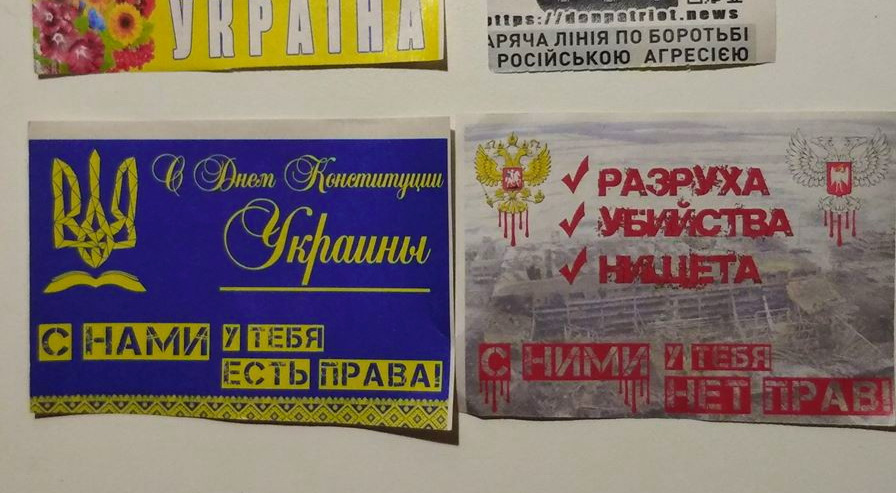 УКРАЇНА
https://donpatriot.news
АРЯЧА ЛІНІЯ ПО БОРОТЬБІ
РОСІЙСЬКОЮ АГРЕСІЄЮ
С Днем Конституции
Украины
С НАМИ У ТЕБЯ
ЕСТЬ ПРАВА!
РАЗРУХА
УБИЙСТВА
НИЩЕТА
С НИМИ У ТЕБЯ
НЕТ ПРАВ!